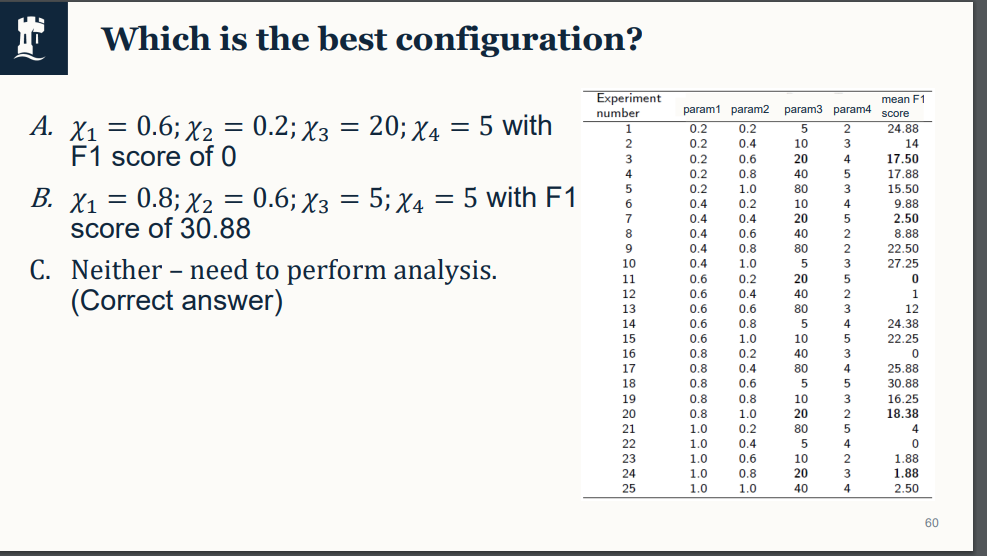 Which is the best configuration?
A. χ₁ = 0.6; χ₂ = 0.2; χ₃ = 20; χ₄ = 5 with
F1 score of 0
B. χ₁ = 0.8; χ₂ = 0.6; χ₃ = 5; χ₄ = 5 with F1
score of 30.88
C. Neither – need to perform analysis.
(Correct answer)
Experiment number param1 param2 param3 param4 mean F1 score
1 0.2 0.2 5 2 24.88
2 0.2 0.4 10 3 14
3 0.2 0.6 20 4 17.50
4 0.2 0.8 40 5 17.88
5 0.2 1.0 80 3 15.50
6 0.4 0.2 10 4 9.88
7 0.4 0.4 20 5 2.50
8 0.4 0.6 40 2 8.88
9 0.4 0.8 80 2 22.50
10 0.4 1.0 5 3 27.25
11 0.6 0.2 20 5 0
12 0.6 0.4 40 2 1
13 0.6 0.6 80 3 12
14 0.6 0.8 5 4 24.38
15 0.6 1.0 10 5 22.25
16 0.8 0.2 40 3 0
17 0.8 0.4 80 4 25.88
18 0.8 0.6 5 5 30.88
19 0.8 0.8 10 3 16.25
20 0.8 1.0 20 2 18.38
21 1.0 0.2 80 5 4
22 1.0 0.4 5 4 0
23 1.0 0.6 10 2 1.88
24 1.0 0.8 20 3 1.88
25 1.0 1.0 40 4 2.50
60